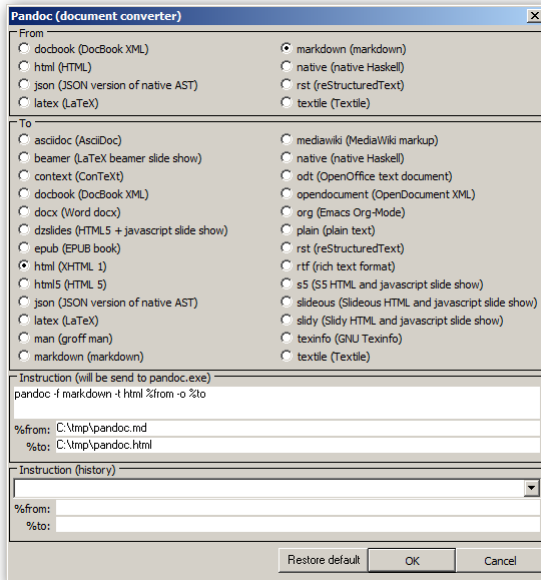 Pandoc (document converter)
From
docbook (DocBook XML)
markdown (markdown)
html (HTML)
native (native Haskell)
json (JSON version of native AST)
rst (reStructuredText)
latex (LaTeX)
textile (Textile)
To
asciidoc (AsciiDoc)
mediawiki (MediaWiki markup)
beamer (LaTeX beamer slide show)
native (native Haskell)
context (ConTeXt)
odt (OpenOffice text document)
docbook (DocBook XML)
opendocument (OpenDocument XML)
docx (Word docx)
org (Emacs Org-Mode)
dzslides (HTML5 + javascript slide show)
plain (plain text)
epub (EPUB book)
rst (reStructuredText)
html (XHTML 1)
rtf (rich text format)
html5 (HTML 5)
s5 (S5 HTML and javascript slide show)
json (JSON version of native AST)
slideous (Slideous HTML and javascript slide show)
latex (LaTeX)
slidy (Slidy HTML and javascript slide show)
man (groff man)
texinfo (GNU Texinfo)
markdown (markdown)
textile (Textile)
Instruction (will be send to pandoc.exe)
pandoc -f markdown -t html %from -o %to
%from: C:\tmp\pandoc.md
%to: C:\tmp\pandoc.html
Instruction (history)
%from:
%to:
Restore default OK Cancel